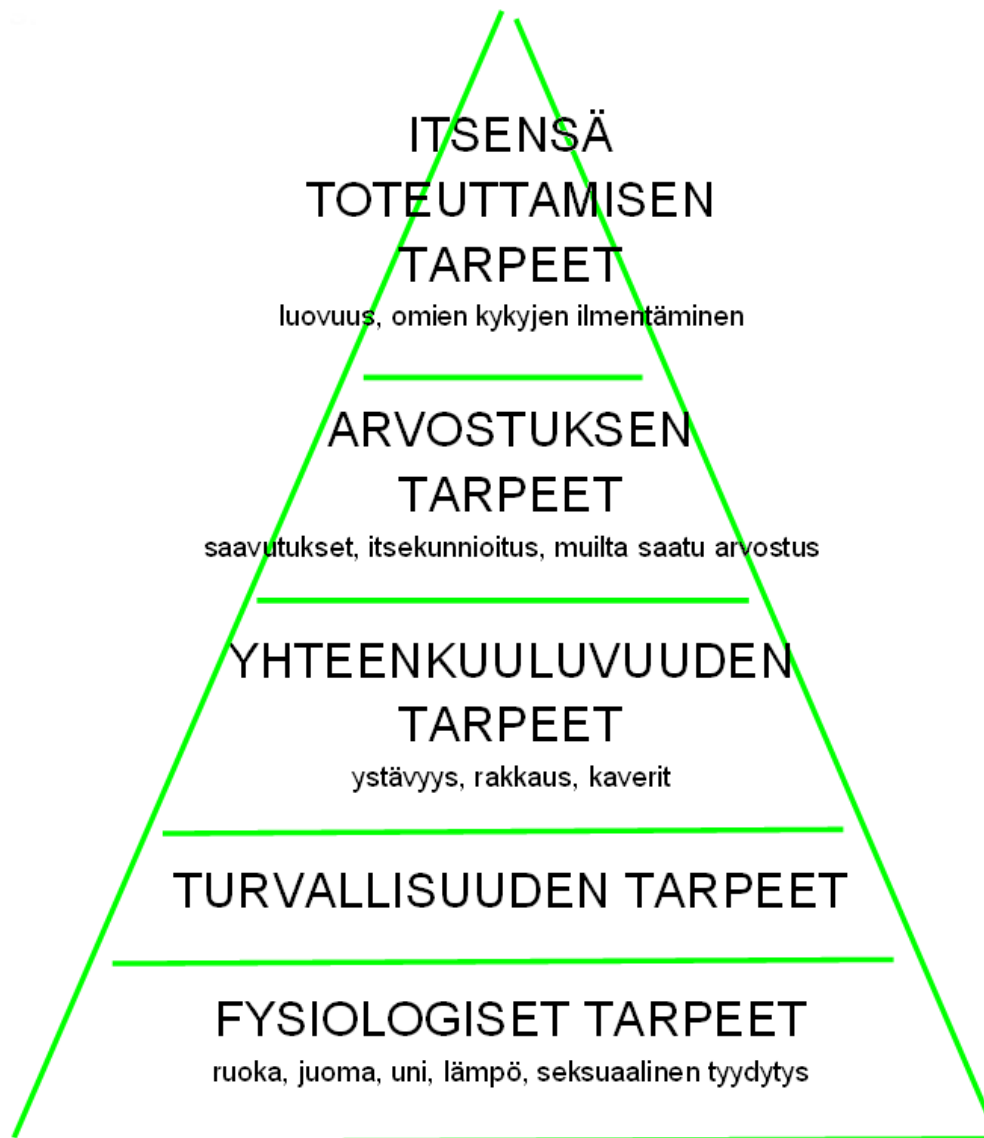 ITSENSÄ
TOTEUTTAMISEN
TARPEET
luovuus, omien kykyjen ilmentäminen
ARVOSTUKSEN
TARPEET
saavutukset, itsekunnioitus, muilta saatu arvostus
YHTEENKUULUVUUDEN
TARPEET
ystävyys, rakkaus, kaverit
TURVALLISUUDEN TARPEET
FYSIOLOGISET TARPEET
ruoka, juoma, uni, lämpö, seksuaalinen tyydytys